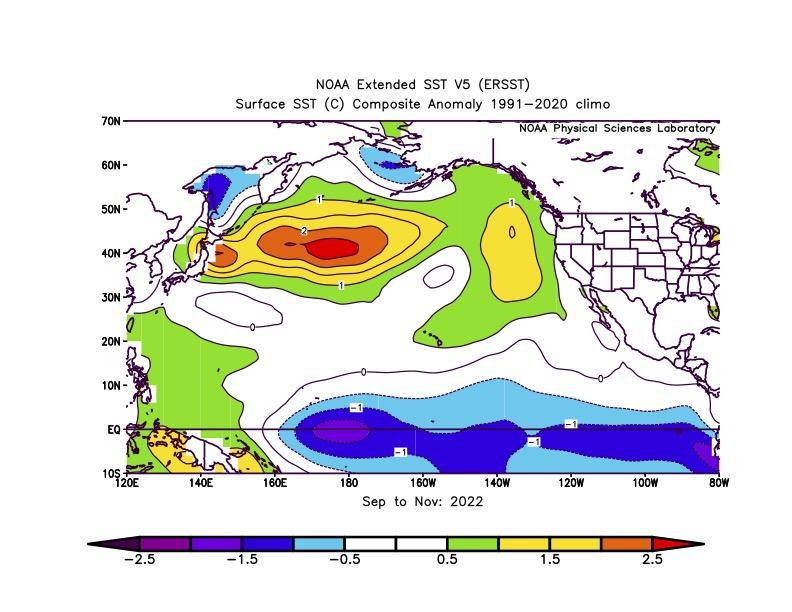 NOAA Extended SST V5 (ERSST)
Surface SST (C) Composite Anomaly 1991-2020 climo
NOAA Physical Sciences Laboratory
70N
60N
50N
40N
30N
20N
10N
EQ
10S
1
1
2
1
0
0
0
-1
-1
-1
-1
120E 140E 160E 180 160W 140W 120W 100W 80W
Sep to Nov: 2022
-2.5 -1.5 -0.5 0.5 1.5 2.5